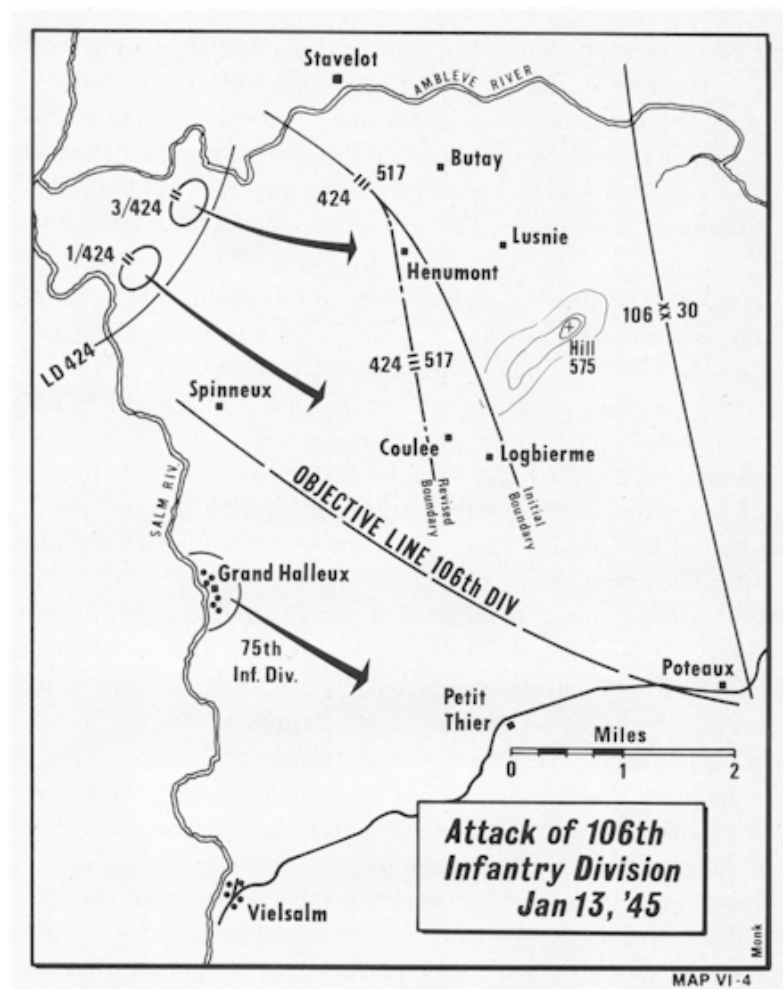 Stavelot
AMBLEVE RIVER
517
424
Butay
3/424
Lusnie
1/424
Henumont
106 XX 30
Hill
575
424
517
LD 424
Spinneux
Coulee
Logbierme
Revised
Boundary
Initial
Boundary
SALM RIV.
OBJECTIVE LINE 106th DIV
Grand Halleux
75th
Inf. Div.
Poteaux
Petit
Thier
Miles
0 1 2
Attack of 106th
Infantry Division
Jan 13, '45
Vielsalm
Monk
MAP VI-4